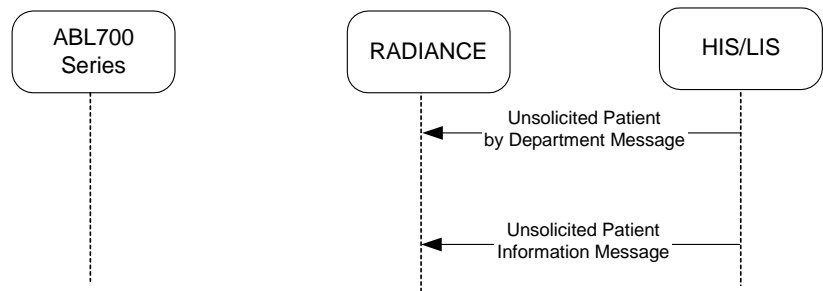 ABL700
Series
RADIANCE
HIS/LIS
Unsolicited Patient
by Department Message
Unsolicited Patient
Information Message